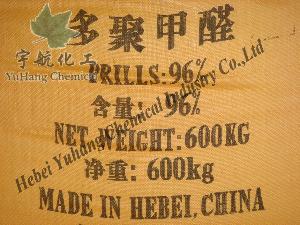 多聚甲醛
宇航化工
YuHang Chemical
PRILLS:96%
含量: 96%
Hebei Yuhang Chemical Industry Co.,Ltd
NET WEIGHT:600KG
净重: 600kg
MADE IN HEBEI,CHINA